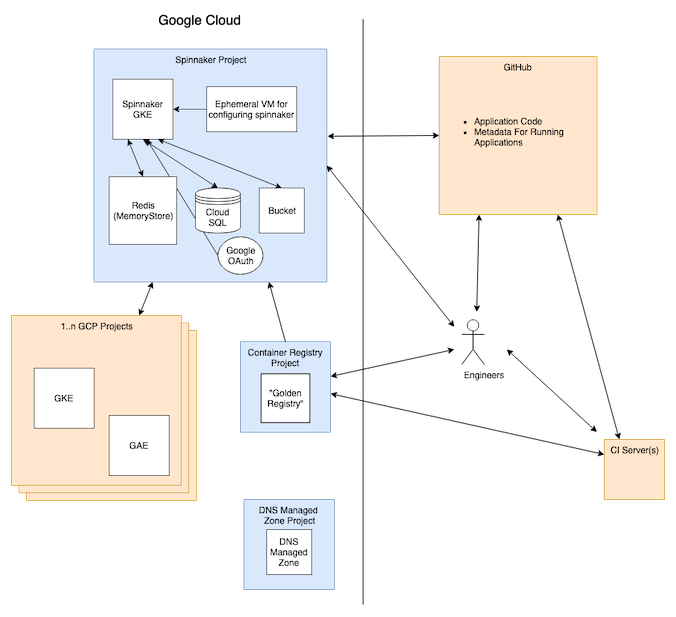 Google Cloud
Spinnaker Project
Spinnaker
GKE
Ephemeral VM for
configuring spinnaker
Redis
(MemoryStore)
Cloud
SQL
Bucket
Google
OAuth
GitHub
• Application Code
• Metadata For Running
Applications
1..n GCP Projects
GKE
GAE
Container Registry
Project
"Golden
Registry"
Engineers
CI Server(s)
DNS Managed
Zone Project
DNS
Managed
Zone